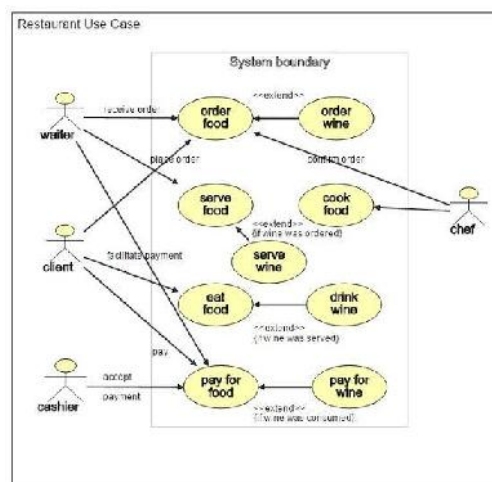 Restaurant Use Case
System boundary
<<extend>>
receive order
order
food
order
wine
waiter
place order
confirm order
serve
food
cook
food
chef
<<extend>>
(if wine was ordered)
serve
wine
client
facilitate payment
eat
food
drink
wine
<<extend>>
(if wine was served)
pay
accept
payment
cashier
pay for
food
pay for
wine
<<extend>>
(if wine was consumed)